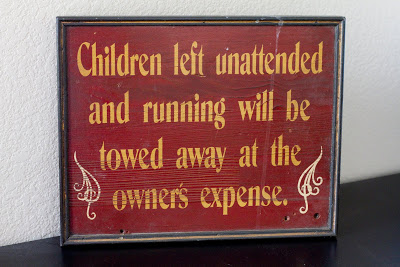 Children left unattended
and running will be
towed away at the
owner's expense.